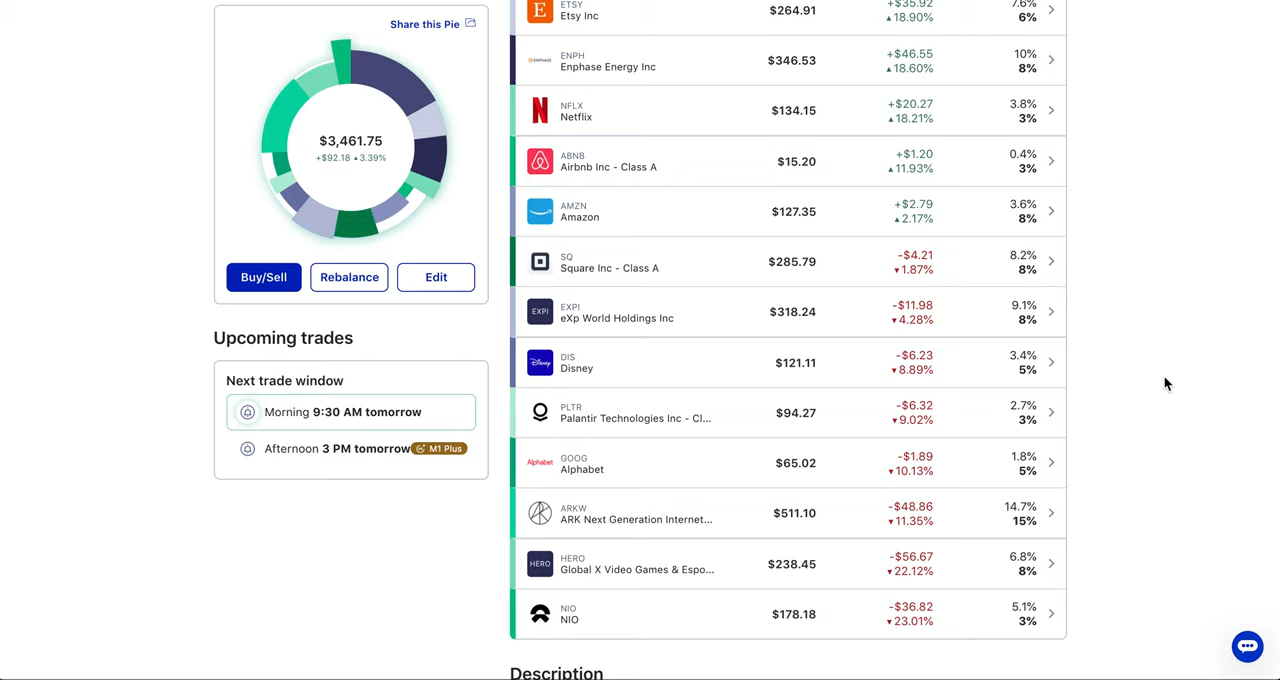 Share this Pie
$3,461.75
+$92.18 ▲3.39%
Buy/Sell
Rebalance
Edit
Upcoming trades
Next trade window
Morning 9:30 AM tomorrow
Afternoon 3 PM tomorrow M1 Plus
E
ETSY
Etsy Inc
$264.91
+$35.92
▲18.90%
7.6%
6%
ENPHASE
ENPH
Enphase Energy Inc
$346.53
+$46.55
▲18.60%
10%
8%
N
NFLX
Netflix
$134.15
+$20.27
▲18.21%
3.8%
3%
ABNB
Airbnb Inc - Class A
$15.20
+$1.20
▲11.93%
0.4%
3%
AMZN
Amazon
$127.35
+$2.79
▲2.17%
3.6%
8%
SQ
Square Inc - Class A
$285.79
-$4.21
▼1.87%
8.2%
8%
EXPI
EXPI
eXp World Holdings Inc
$318.24
-$11.98
▼4.28%
9.1%
8%
Disney
DIS
Disney
$121.11
-$6.23
▼8.89%
3.4%
5%
PLTR
Palantir Technologies Inc - Cl...
$94.27
-$6.32
▼9.02%
2.7%
3%
Alphabet
GOOG
Alphabet
$65.02
-$1.89
▼10.13%
1.8%
5%
ARKW
ARK Next Generation Internet...
$511.10
-$48.86
▼11.35%
14.7%
15%
HERO
HERO
Global X Video Games & Espo...
$238.45
-$56.67
▼22.12%
6.8%
8%
NIO
NIO
$178.18
-$36.82
▼23.01%
5.1%
3%
Description